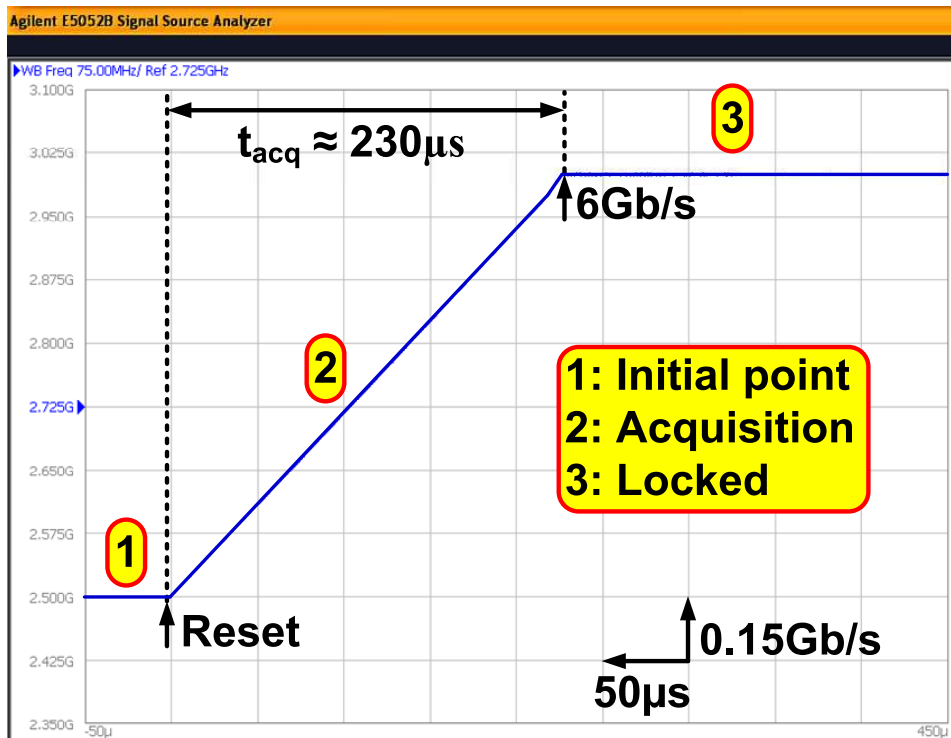 Agilent E5052B Signal Source Analyzer
WB Freq 75.00MHz/ Ref 2.725GHz
3.100G
tacq ≈ 230μs
3
3.025G
6Gb/s
2.950G
2.875G
2.800G
2
1: Initial point
2: Acquisition
3: Locked
2.725G
2.650G
2.575G
1
2.500G
Reset
0.15Gb/s
2.425G
50μs
2.350G
-50μ
450μ